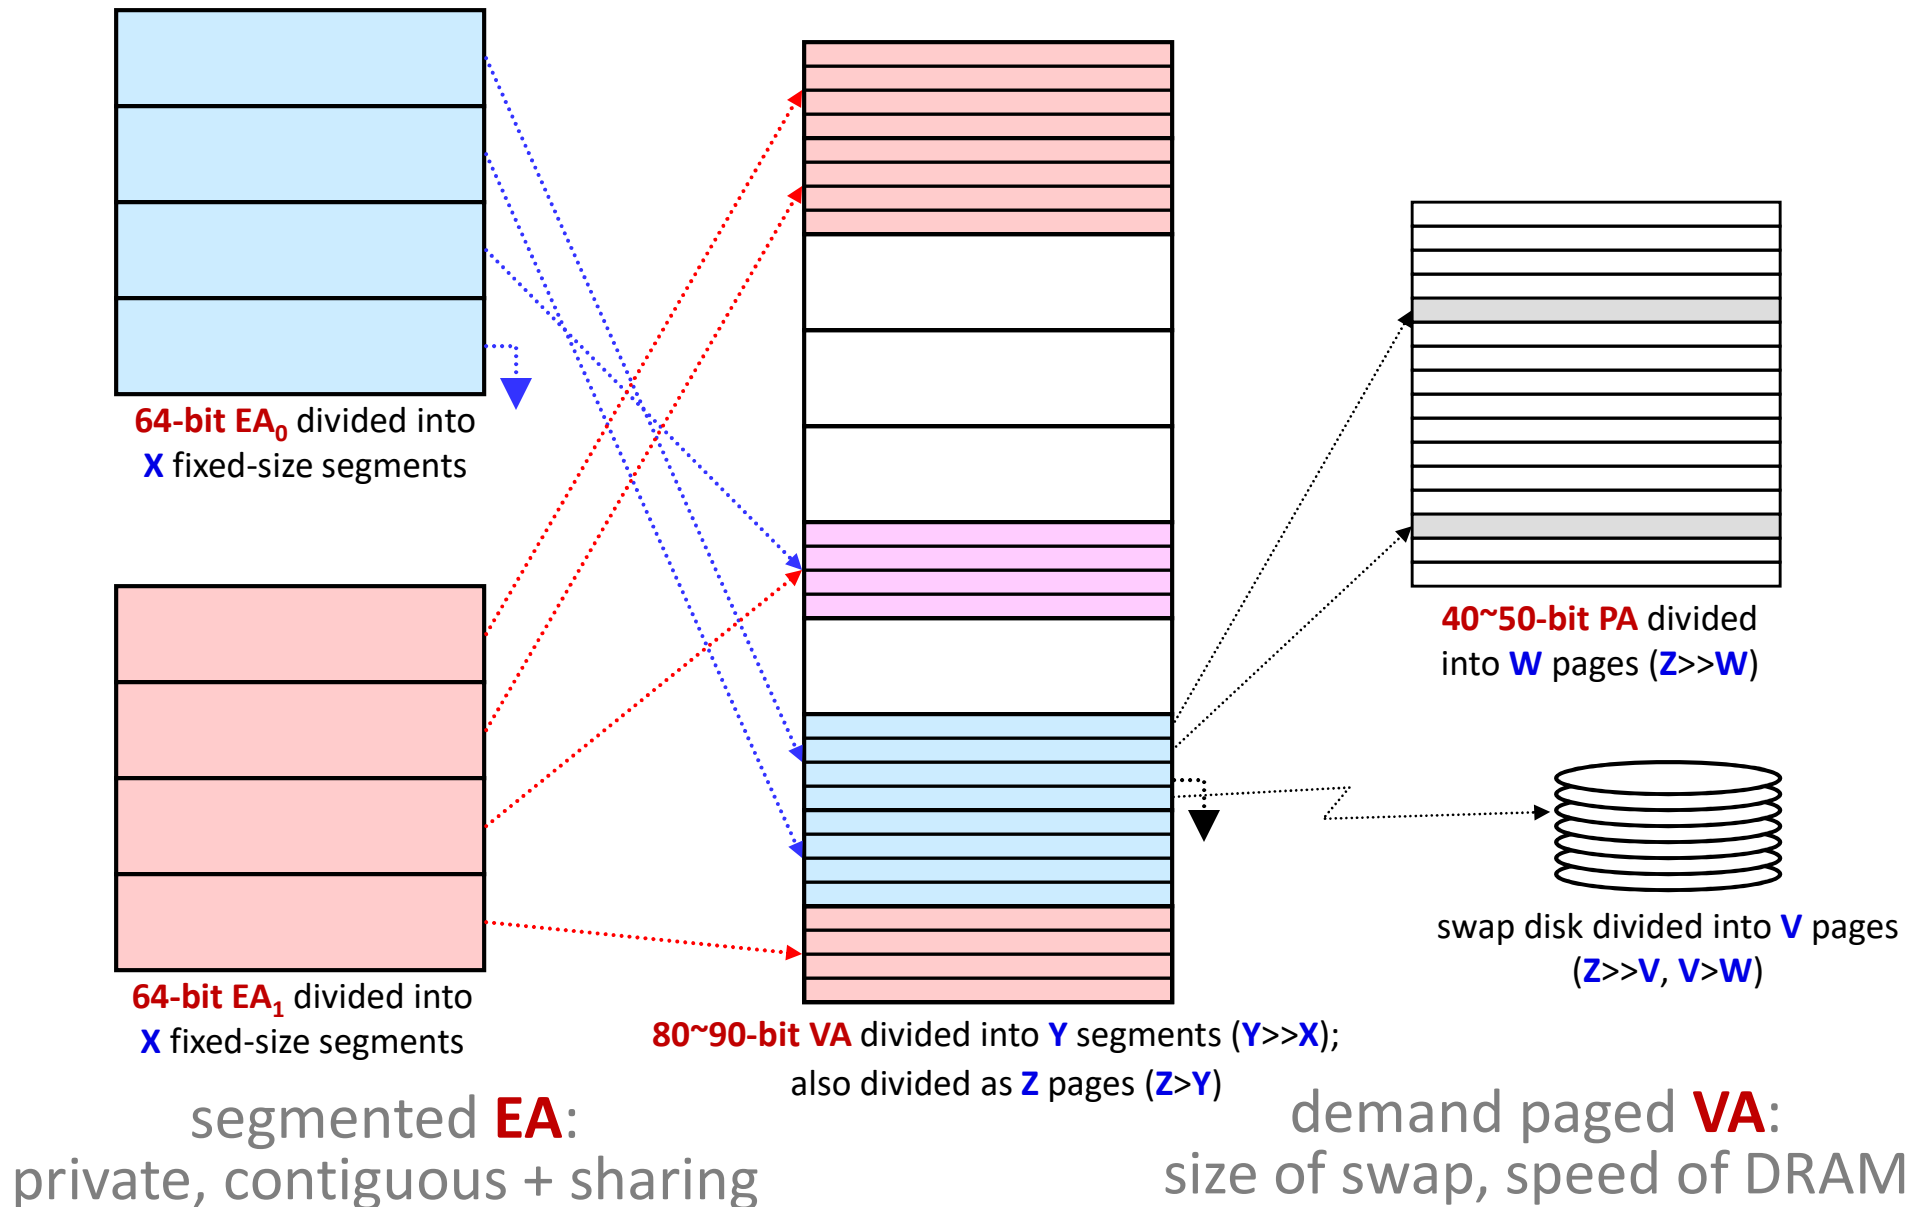 64-bit EA0 divided into
X fixed-size segments
64-bit EA1 divided into
X fixed-size segments
80~90-bit VA divided into Y segments (Y>>X);
also divided as Z pages (Z>Y)
40~50-bit PA divided
into W pages (Z>>W)
swap disk divided into V pages
(Z>>V, V>W)
segmented EA:
private, contiguous + sharing
demand paged VA:
size of swap, speed of DRAM